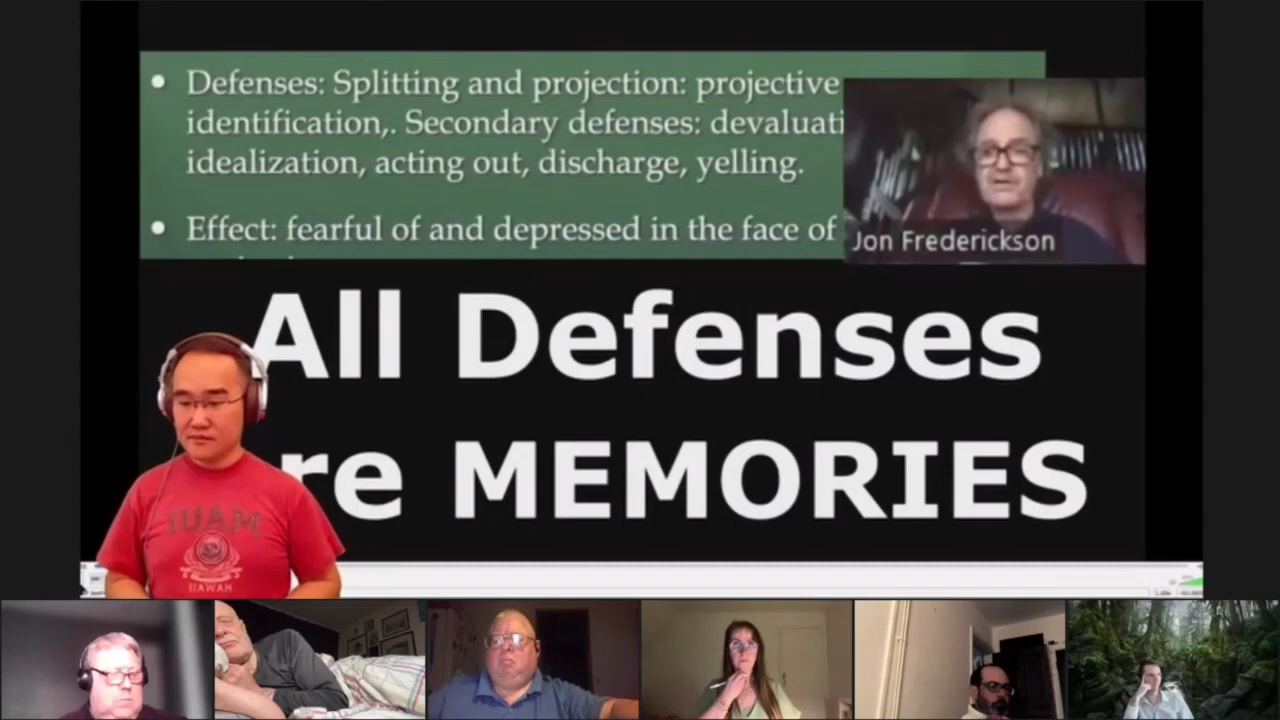 • Defenses: Splitting and projection: projective
identification,. Secondary defenses: devaluati
idealization, acting out, discharge, yelling.
• Effect: fearful of and depressed in the face of
Jon Frederickson
All Defenses
re MEMORIES